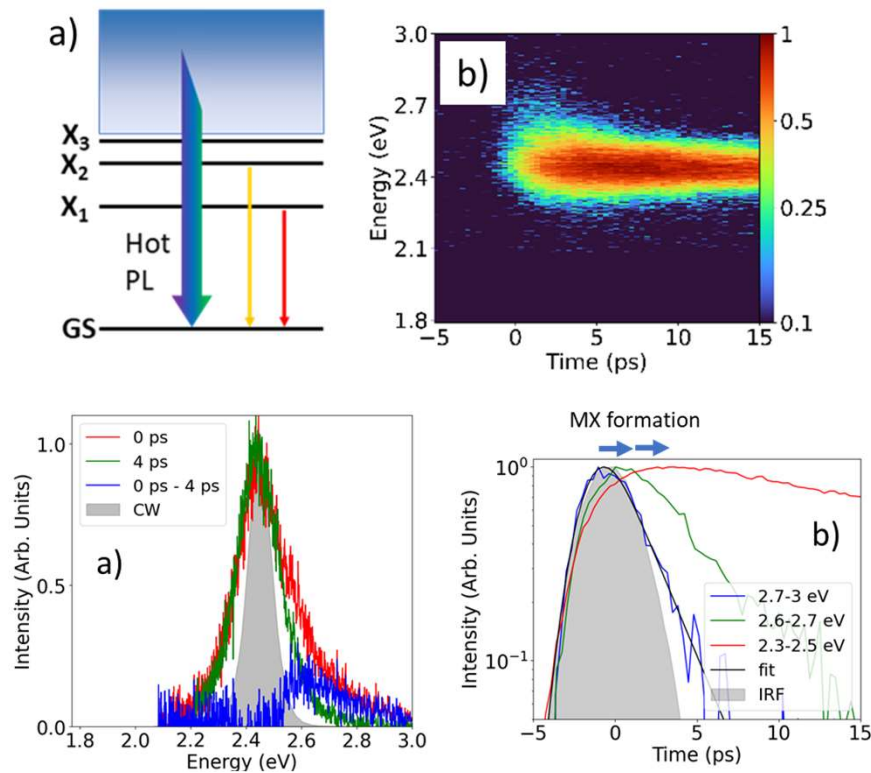 a)
X₃
X₂
X₁
Hot
PL
GS
b)
Energy (eV)
3.0
2.7
2.4
2.1
1.8
-5
0
5
10
15
Time (ps)
1
0.5
0.25
0.1
a)
Intensity (Arb. Units)
1.0
0.5
0.0
0 ps
4 ps
0 ps - 4 ps
CW
1.8
2.0
2.2
2.4
2.6
2.8
3.0
Energy (eV)
MX formation
b)
Intensity (Arb. Units)
10⁰
10⁻¹
2.7-3 eV
2.6-2.7 eV
2.3-2.5 eV
fit
IRF
-5
0
5
10
15
Time (ps)